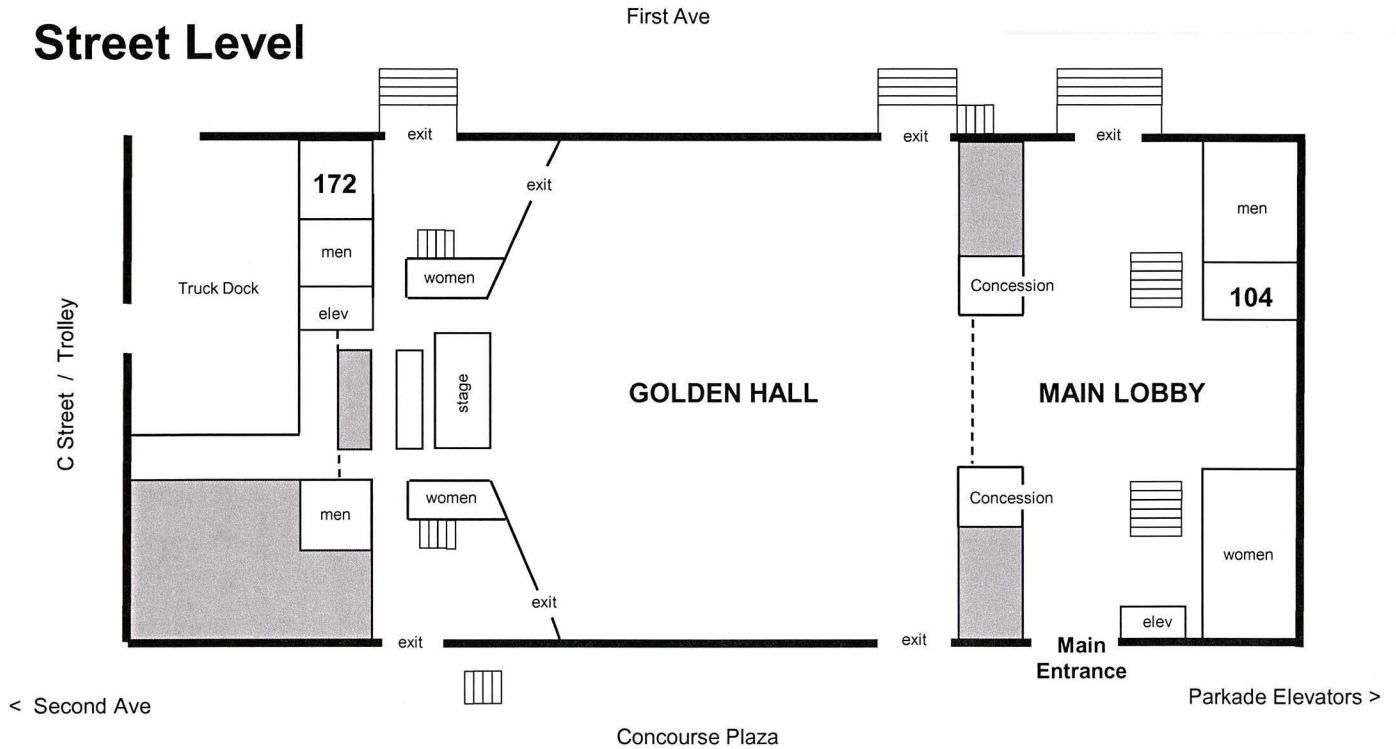 First Ave
Street Level
exit
exit
exit
172
exit
men
men
women
Concession
Truck Dock
elev
104
C Street / Trolley
stage
GOLDEN HALL
MAIN LOBBY
women
Concession
men
women
exit
elev
exit
exit
Main
Entrance
< Second Ave
Parkade Elevators >
Concourse Plaza